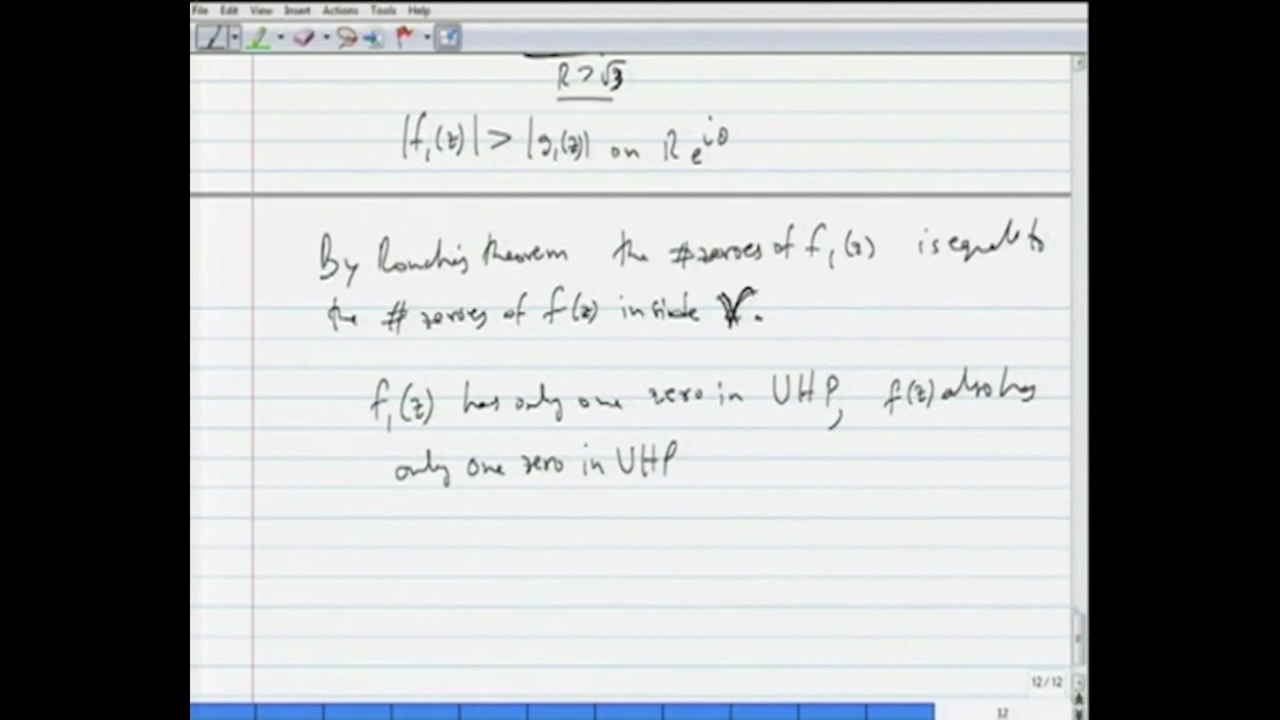 File Edit View Insert Actions Tools Help
R > √3
|f₁(z)| > |g₁(z)| on R e^{iθ}
By Rouche's theorem the # zeroes of f₁(z) is equal to
the # zeroes of f(z) inside γ.
f₁(z) has only one zero in UHP, f(z) also has
only one zero in UHP
12/12
12